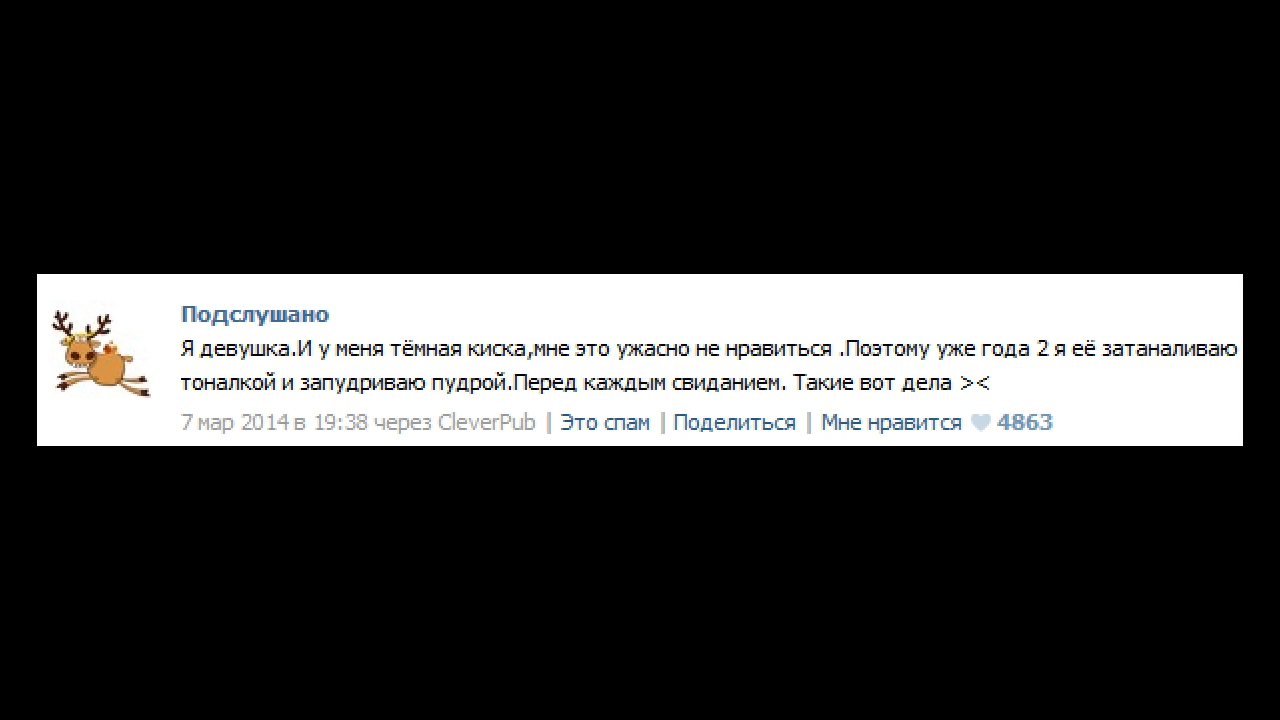 Подслушано
Я девушка.И у меня тёмная киска,мне это ужасно не нравиться .Поэтому уже года 2 я её затаналиваю
тоналкой и запудриваю пудрой.Перед каждым свиданием. Такие вот дела ><
7 мар 2014 в 19:38 через CleverPub | Это спам | Поделиться | Мне нравится 4863